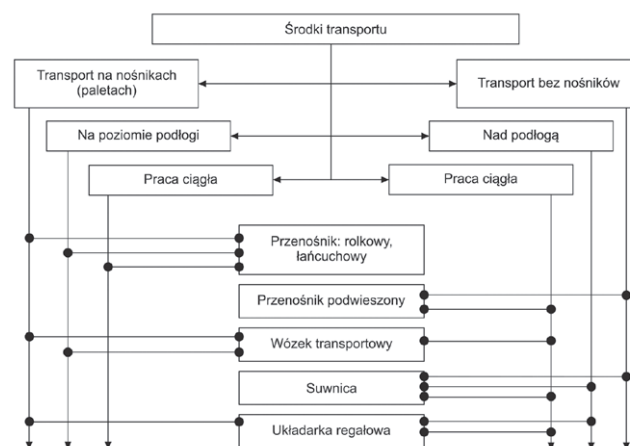 Środki transportu
Transport na nośnikach
(paletach)
Transport bez nośników
Na poziomie podłogi
Nad podłogą
Praca ciągła
Praca ciągła
Przenośnik: rolkowy,
łańcuchowy
Przenośnik podwieszony
Wózek transportowy
Suwnica
Układarka regałowa